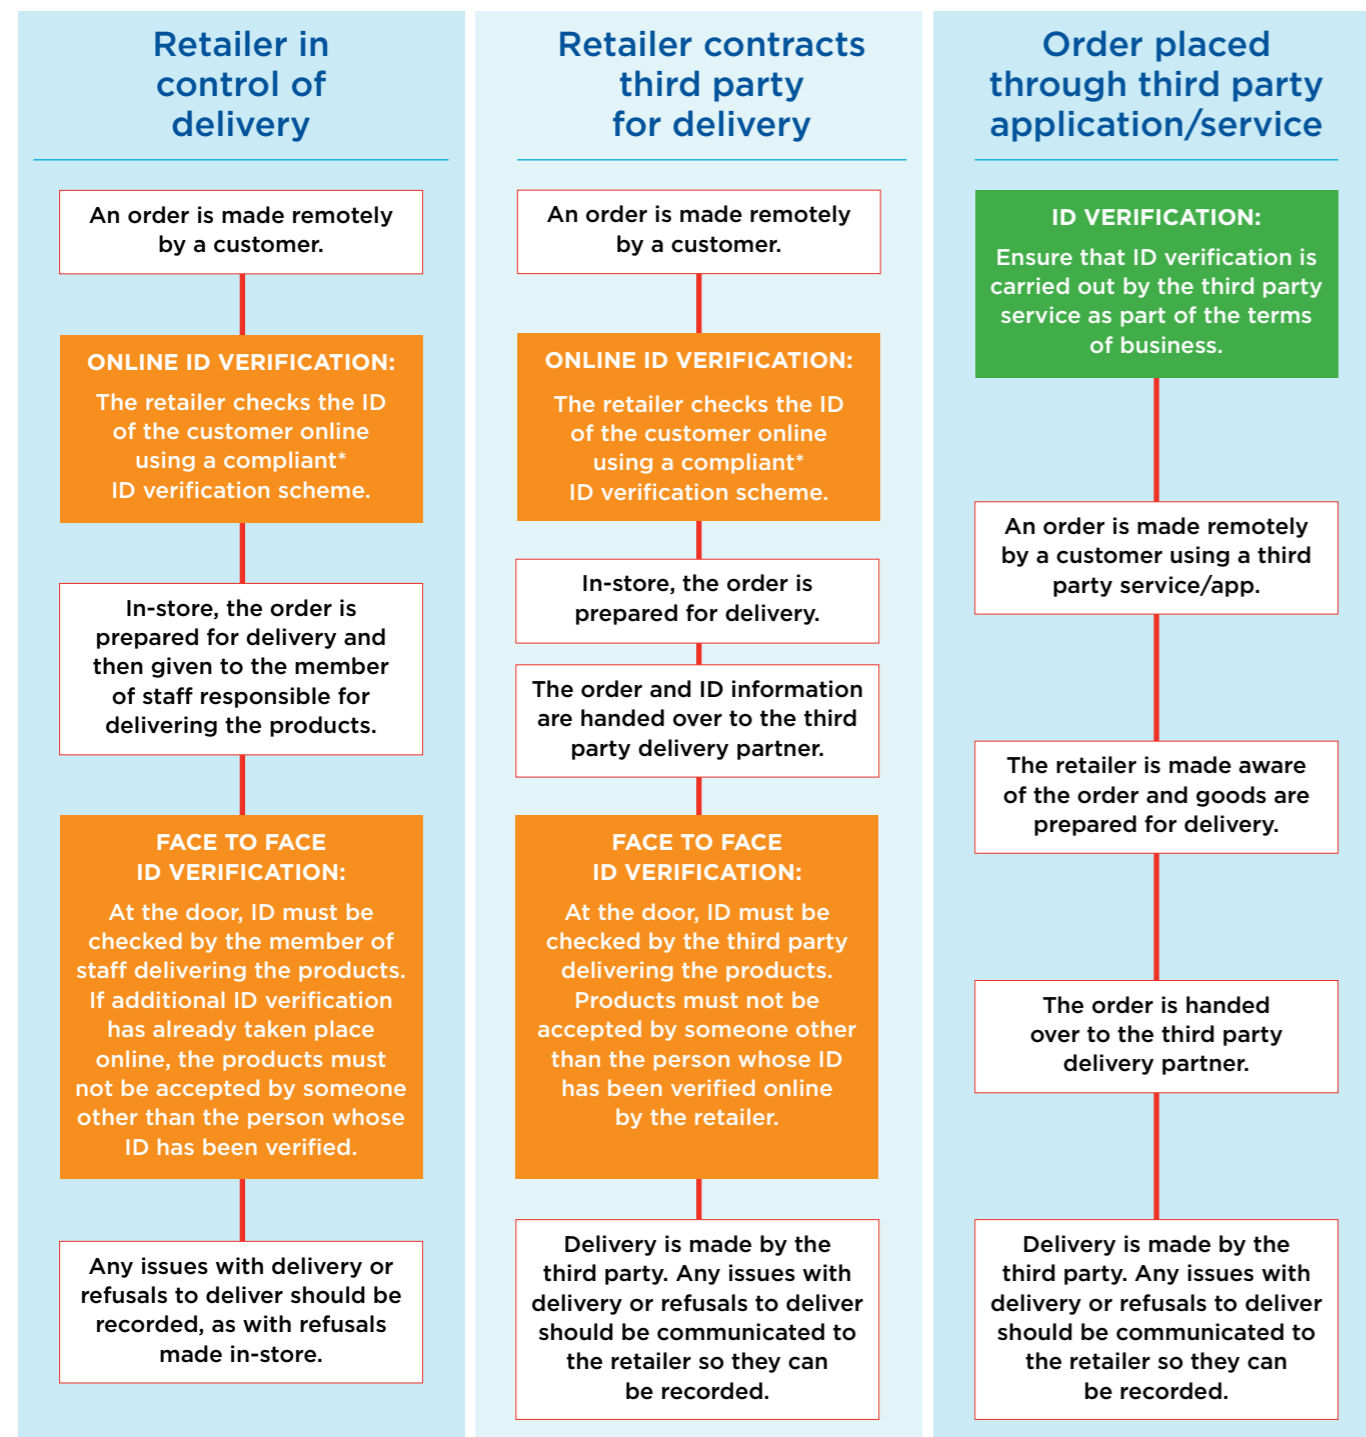 Retailer in
control of
delivery
An order is made remotely
by a customer.
ONLINE ID VERIFICATION:
The retailer checks the ID
of the customer online
using a compliant*
ID verification scheme.
In-store, the order is
prepared for delivery and
then given to the member
of staff responsible for
delivering the products.
FACE TO FACE
ID VERIFICATION:
At the door, ID must be
checked by the member of
staff delivering the products.
If additional ID verification
has already taken place
online, the products must
not be accepted by someone
other than the person whose
ID has been verified.
Any issues with delivery or
refusals to deliver should be
recorded, as with refusals
made in-store.
Retailer contracts
third party
for delivery
An order is made remotely
by a customer.
ONLINE ID VERIFICATION:
The retailer checks the ID
of the customer online
using a compliant*
ID verification scheme.
In-store, the order is
prepared for delivery.
The order and ID information
are handed over to the third
party delivery partner.
FACE TO FACE
ID VERIFICATION:
At the door, ID must be
checked by the third party
delivering the products.
Products must not be
accepted by someone other
than the person whose ID
has been verified online
by the retailer.
Delivery is made by the
third party. Any issues with
delivery or refusals to deliver
should be communicated to
the retailer so they can
be recorded.
Order placed
through third party
application/service
ID VERIFICATION:
Ensure that ID verification is
carried out by the third party
service as part of the terms
of business.
An order is made remotely
by a customer using a third
party service/app.
The retailer is made aware
of the order and goods are
prepared for delivery.
The order is handed
over to the third party
delivery partner.
Delivery is made by the
third party. Any issues with
delivery or refusals to deliver
should be communicated to
the retailer so they can
be recorded.